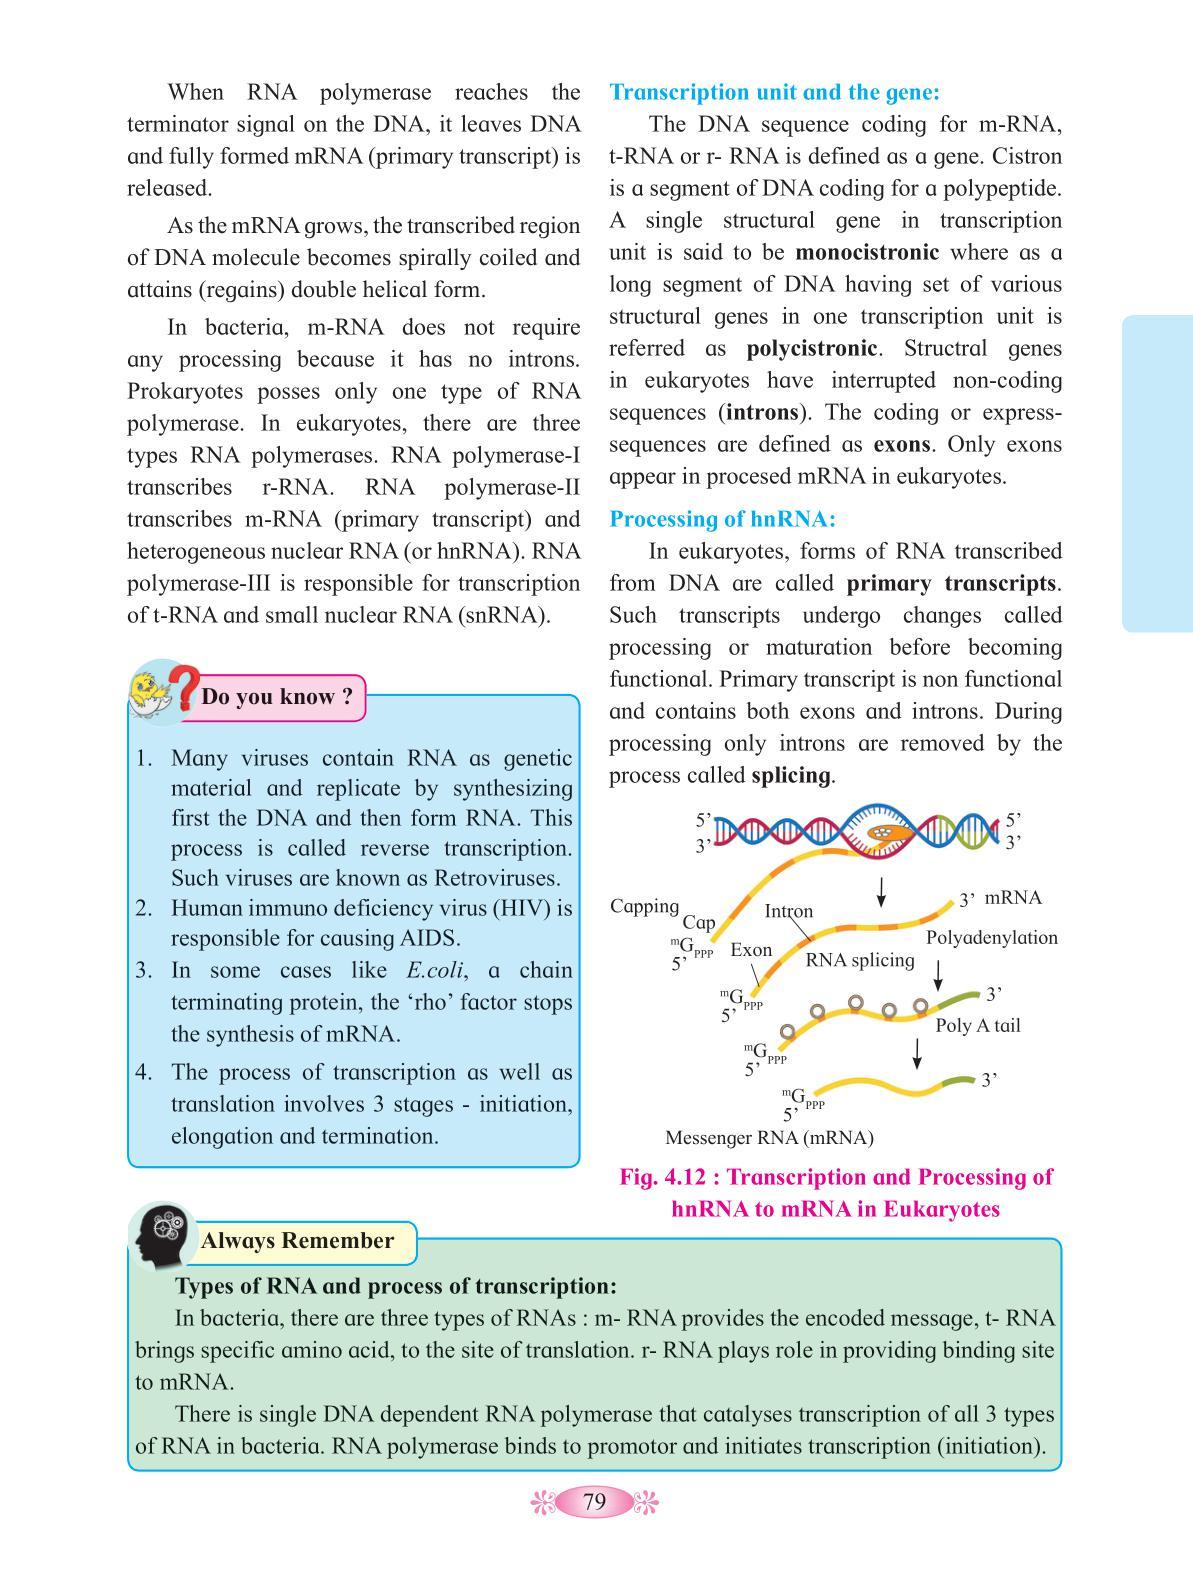 When RNA polymerase reaches the
terminator signal on the DNA, it leaves DNA
and fully formed mRNA (primary transcript) is
released.
As the mRNA grows, the transcribed region
of DNA molecule becomes spirally coiled and
attains (regains) double helical form.
In bacteria, m-RNA does not require
any processing because it has no introns.
Prokaryotes posses only one type of RNA
polymerase. In eukaryotes, there are three
types RNA polymerases. RNA polymerase-I
transcribes r-RNA. RNA polymerase-II
transcribes m-RNA (primary transcript) and
heterogeneous nuclear RNA (or hnRNA). RNA
polymerase-III is responsible for transcription
of t-RNA and small nuclear RNA (snRNA).
Do you know ?
1. Many viruses contain RNA as genetic
material and replicate by synthesizing
first the DNA and then form RNA. This
process is called reverse transcription.
Such viruses are known as Retroviruses.
2. Human immuno deficiency virus (HIV) is
responsible for causing AIDS.
3. In some cases like E.coli, a chain
terminating protein, the ‘rho’ factor stops
the synthesis of mRNA.
4. The process of transcription as well as
translation involves 3 stages - initiation,
elongation and termination.
Transcription unit and the gene:
The DNA sequence coding for m-RNA,
t-RNA or r- RNA is defined as a gene. Cistron
is a segment of DNA coding for a polypeptide.
A single structural gene in transcription
unit is said to be monocistronic where as a
long segment of DNA having set of various
structural genes in one transcription unit is
referred as polycistronic. Structral genes
in eukaryotes have interrupted non-coding
sequences (introns). The coding or express-
sequences are defined as exons. Only exons
appear in procesed mRNA in eukaryotes.
Processing of hnRNA:
In eukaryotes, forms of RNA transcribed
from DNA are called primary transcripts.
Such transcripts undergo changes called
processing or maturation before becoming
functional. Primary transcript is non functional
and contains both exons and introns. During
processing only introns are removed by the
process called splicing.
5’ 5’
3’ 3’
Capping Cap Intron 3’ mRNA
mGPPP Exon Polyadenylation
5’ RNA splicing
mGPPP 3’
5’ Poly A tail
mGPPP
5’ 3’
mGPPP
5’
Messenger RNA (mRNA)
Fig. 4.12 : Transcription and Processing of
hnRNA to mRNA in Eukaryotes
Always Remember
Types of RNA and process of transcription:
In bacteria, there are three types of RNAs : m- RNA provides the encoded message, t- RNA
brings specific amino acid, to the site of translation. r- RNA plays role in providing binding site
to mRNA.
There is single DNA dependent RNA polymerase that catalyses transcription of all 3 types
of RNA in bacteria. RNA polymerase binds to promotor and initiates transcription (initiation).
79